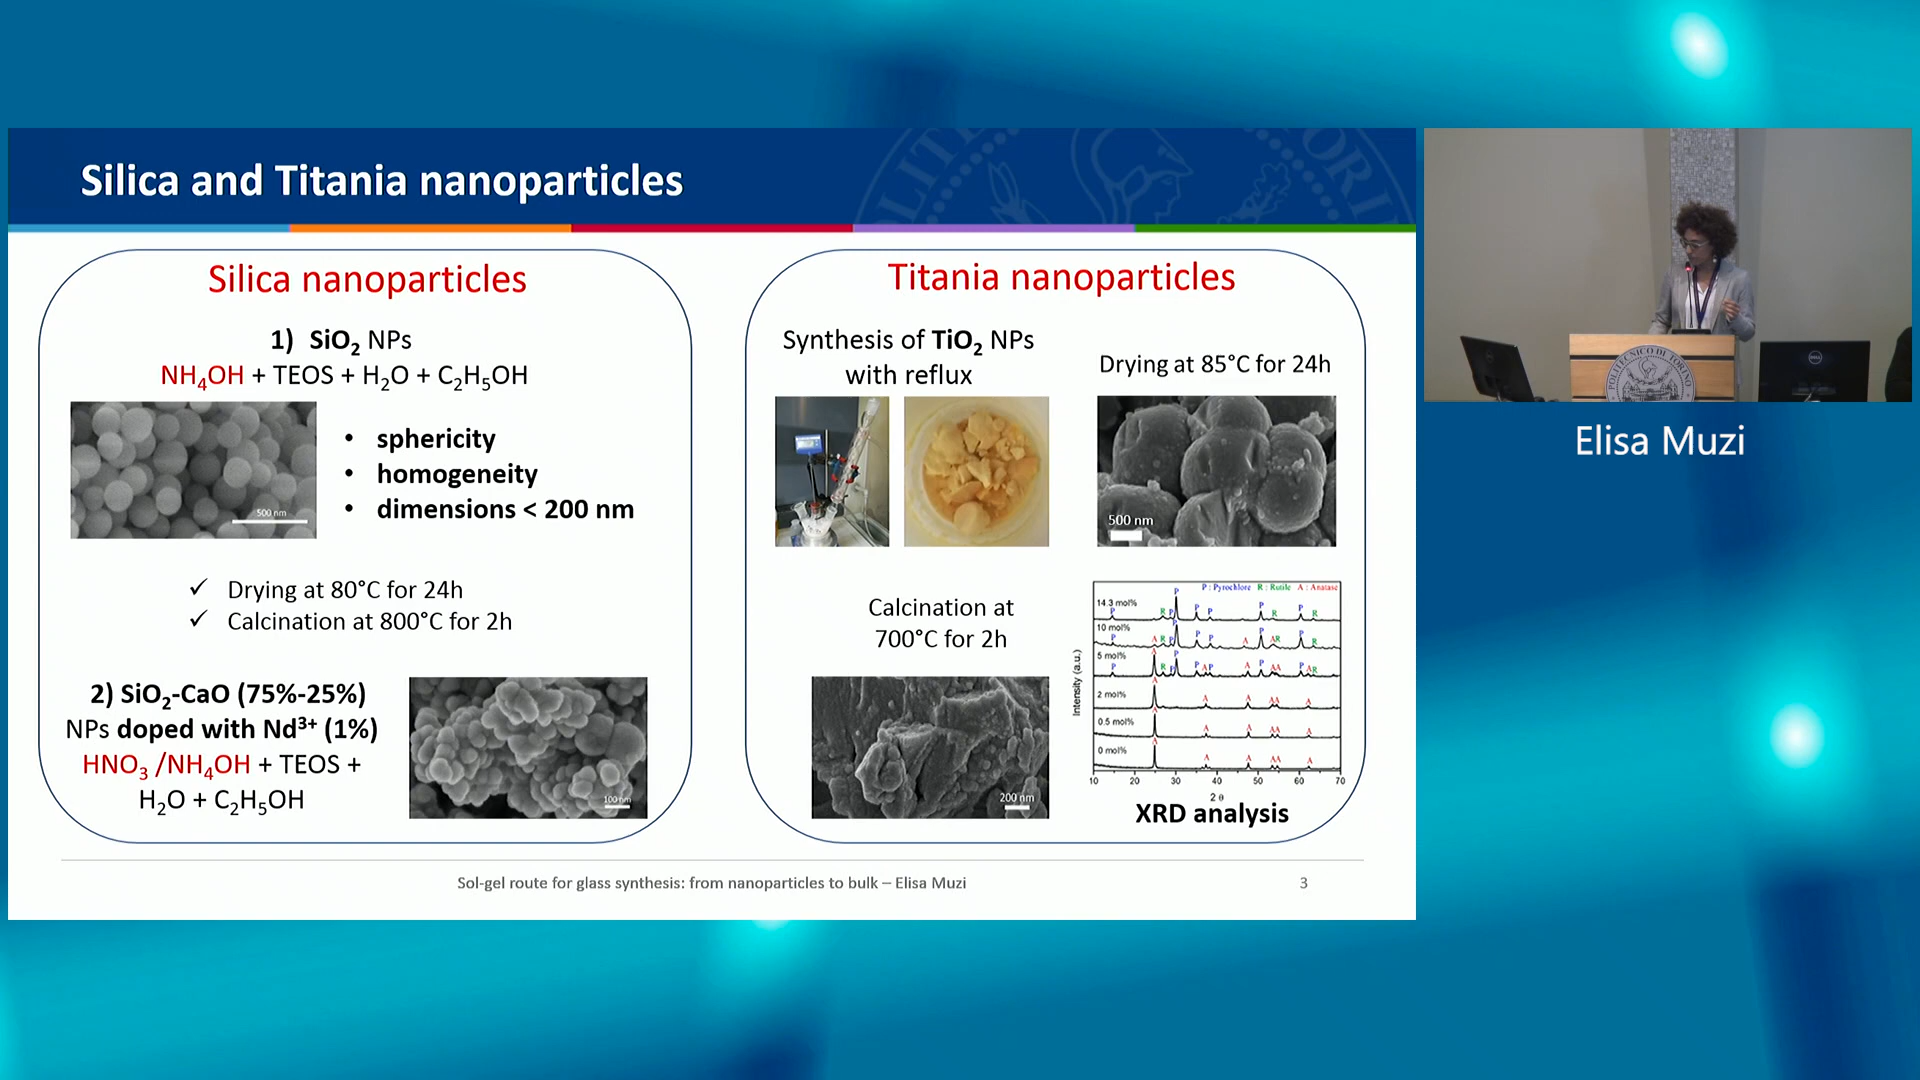 Silica and Titania nanoparticles
Silica nanoparticles
1) SiO₂ NPs
NH₄OH + TEOS + H₂O + C₂H₅OH
500 nm
• sphericity
• homogeneity
• dimensions < 200 nm
✓ Drying at 80°C for 24h
✓ Calcination at 800°C for 2h
2) SiO₂-CaO (75%-25%)
NPs doped with Nd³⁺ (1%)
HNO₃ /NH₄OH + TEOS +
H₂O + C₂H₅OH
100 nm
Titania nanoparticles
Synthesis of TiO₂ NPs
with reflux
Drying at 85°C for 24h
500 nm
Calcination at
700°C for 2h
200 nm
P : Pyrochlore R : Rutile A : Anatase
14.3 mol%
P R P P P P P R P R
10 mol%
P A R P P P P A P A R P R
5 mol%
P A R P P P A P A P A A P A R
2 mol%
A A A A A A
0.5 mol%
A A A A A A
0 mol%
A A A A A A
Intensity (a.u.)
10 20 30 40 50 60 70
2 θ
XRD analysis
Sol-gel route for glass synthesis: from nanoparticles to bulk – Elisa Muzi
3
POLITECNICO DI TORINO
Elisa Muzi